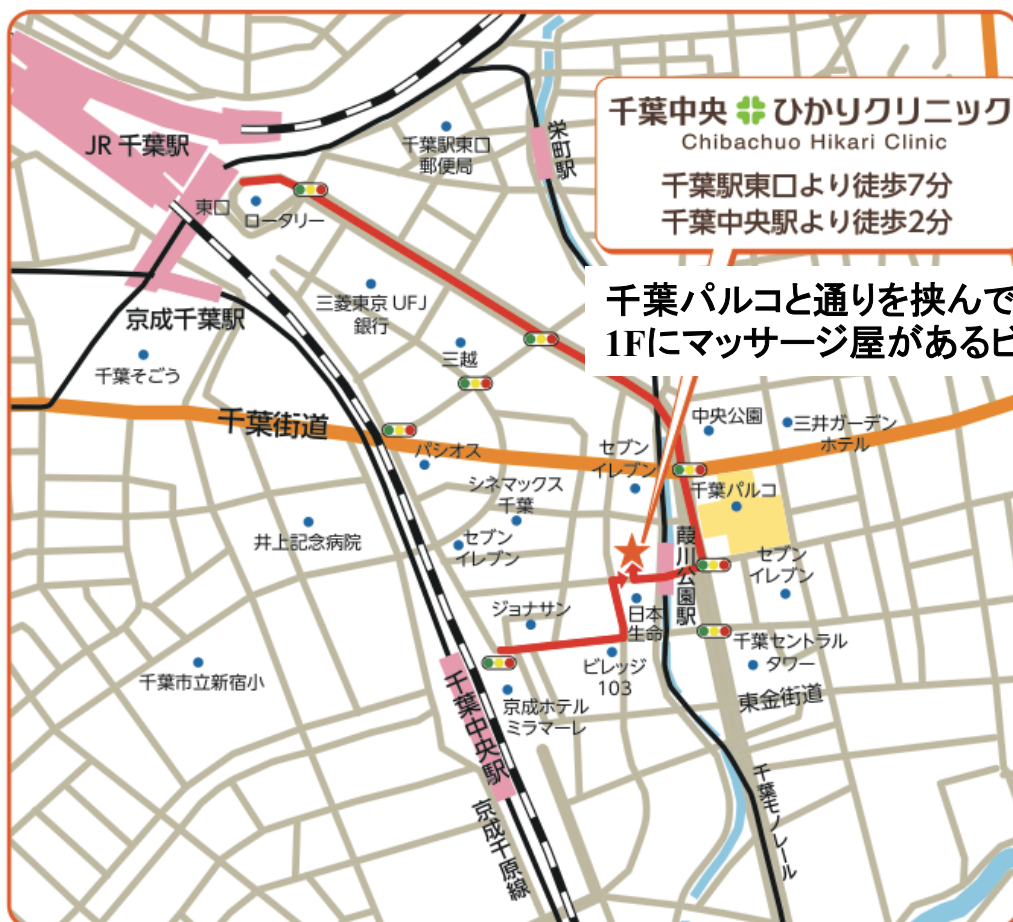 千葉中央 ひかりクリニック
Chibachuo Hikari Clinic
千葉駅東口より徒歩7分
千葉中央駅より徒歩2分
千葉パルコと通りを挟んで
1Fにマッサージ屋があるビ
JR 千葉駅
千葉駅東口
郵便局
栄町駅
東口
ロータリー
三菱東京 UFJ
銀行
京成千葉駅
三越
千葉そごう
千葉街道
パシオス
セブン
イレブン
中央公園
三井ガーデン
ホテル
シネマックス
千葉
千葉パルコ
井上記念病院
セブン
イレブン
葭川公園駅
セブン
イレブン
ジョナサン
日本
生命
千葉セントラル
タワー
ビレッジ
103
千葉市立新宿小
千葉中央駅
京成ホテル
ミラマーレ
東金街道
京成千原線
千葉モノレール